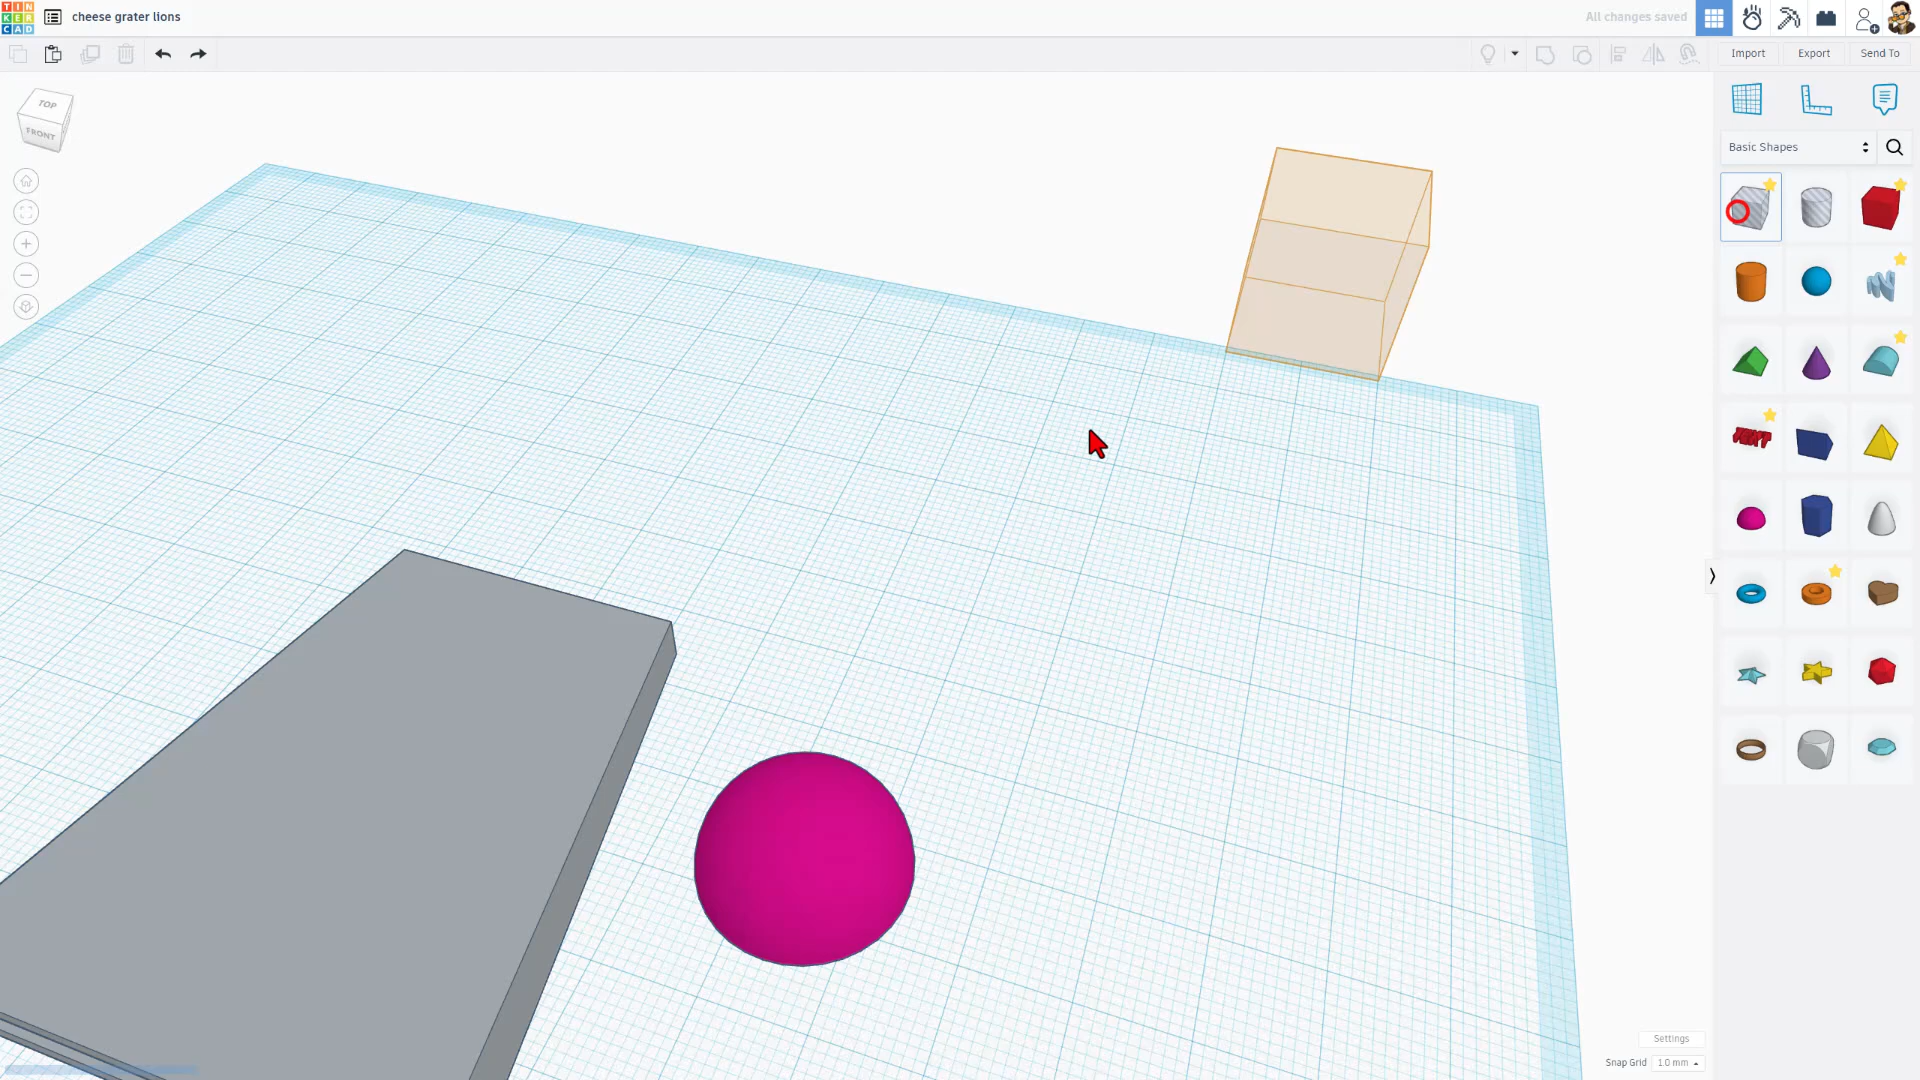 TIN
KER
CAD
cheese grater lions
All changes saved
Import
Export
Send To
TOP
FRONT
Basic Shapes
TEXT
Settings
Snap Grid
1.0 mm